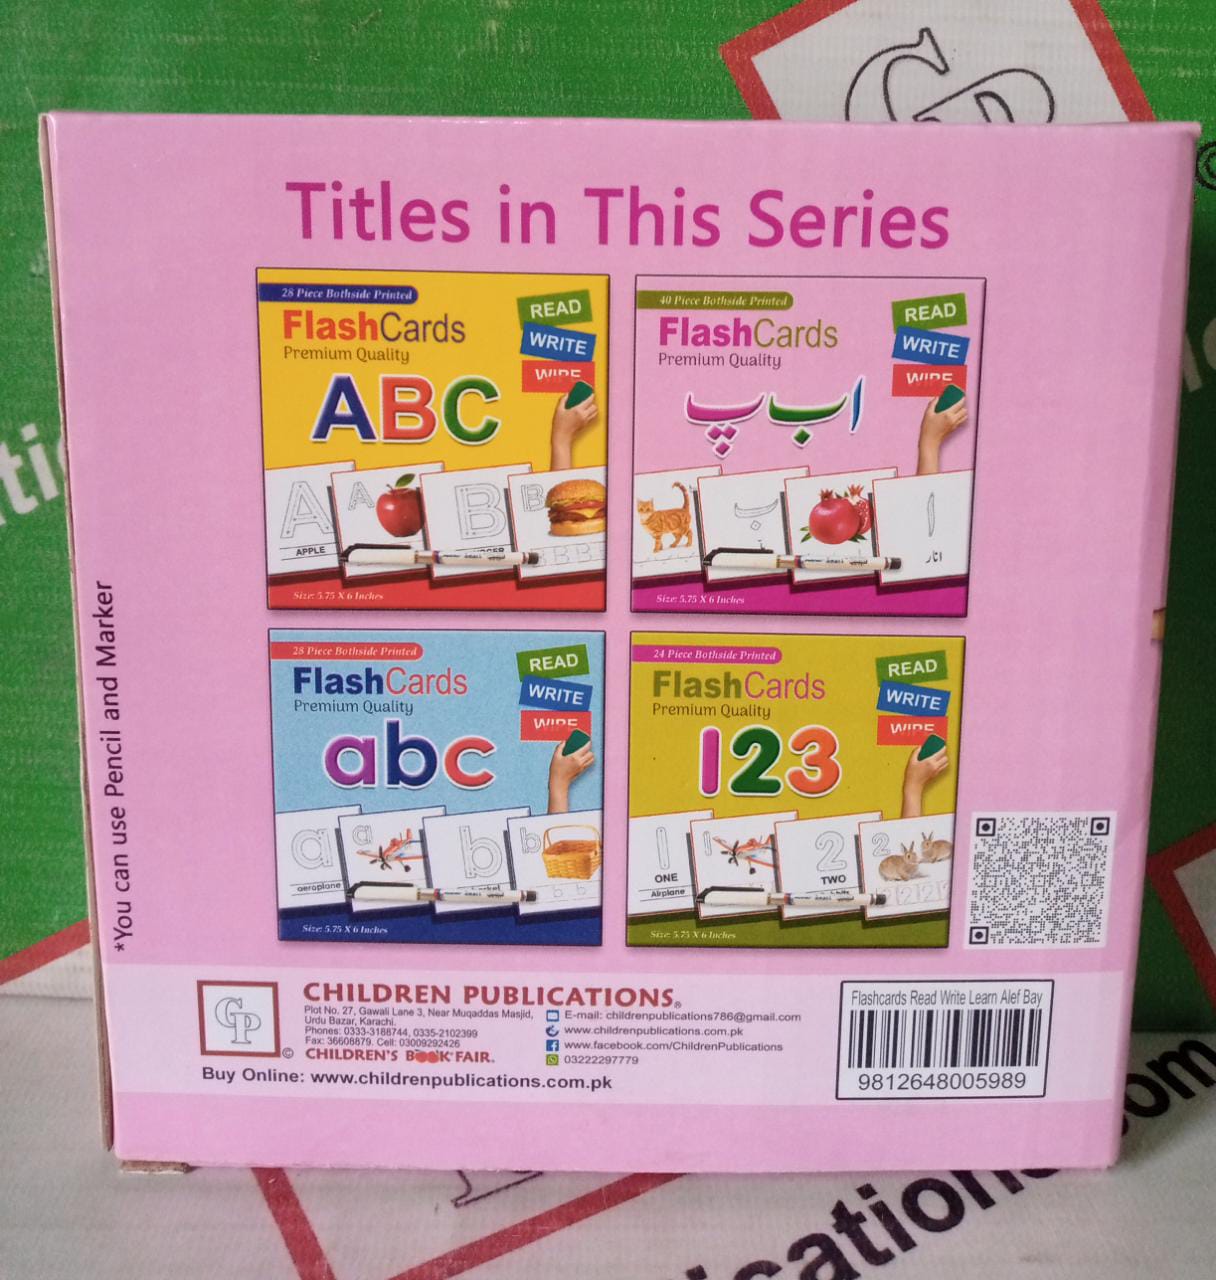 Titles in This Series
28 Piece Bothside Printed
FlashCards
Premium Quality
READ
WRITE
WIPE
ABC
A
A
B
B
APPLE
Size: 5.75 X 6 Inches
40 Piece Bothside Printed
FlashCards
Premium Quality
READ
WRITE
WIPE
ا ب پ
ب
ا
انار
Size: 5.75 X 6 Inches
28 Piece Bothside Printed
FlashCards
Premium Quality
READ
WRITE
WIPE
abc
a
a
b
b
aeroplane
b b
Size: 5.75 X 6 Inches
24 Piece Bothside Printed
FlashCards
Premium Quality
READ
WRITE
WIPE
123
1
1
2
2
ONE
Airplane
TWO
Size: 5.75 X 6 Inches
*You can use Pencil and Marker
GP
©
CHILDREN PUBLICATIONS®
Plot No. 27, Gawali Lane 3, Near Muqaddas Masjid,
Urdu Bazar, Karachi.
Phones: 0333-3188744, 0335-2102399
Fax: 36608879. Cell: 03009292426
CHILDREN'S BOOK FAIR.
E-mail: childrenpublications786@gmail.com
www.childrenpublications.com.pk
www.facebook.com/ChildrenPublications
03222297779
Buy Online: www.childrenpublications.com.pk
Flashcards Read Write Learn Alef Bay
9812648005989